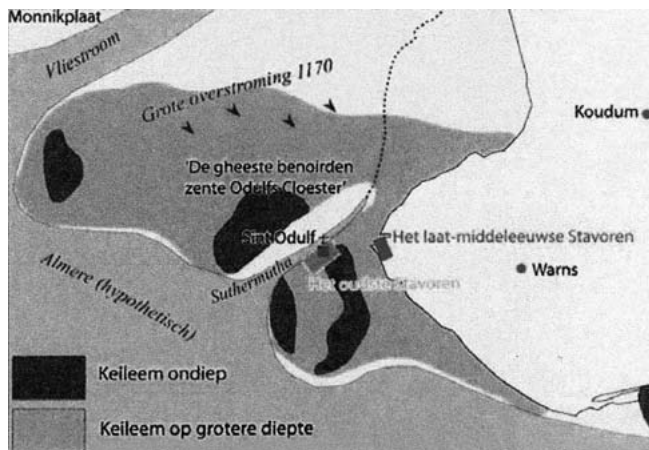 Monnikplaat
Vliestroom
Grote overstroming 1170
Koudum
'De gheeste benoirden
zente Odulfs Cloester'
Sint Odulf
Het laat-middeleeuwse Stavoren
Suthermutha
Warns
Het oudste Stavoren
Almere (hypothetisch)
Keileem ondiep
Keileem op grotere diepte